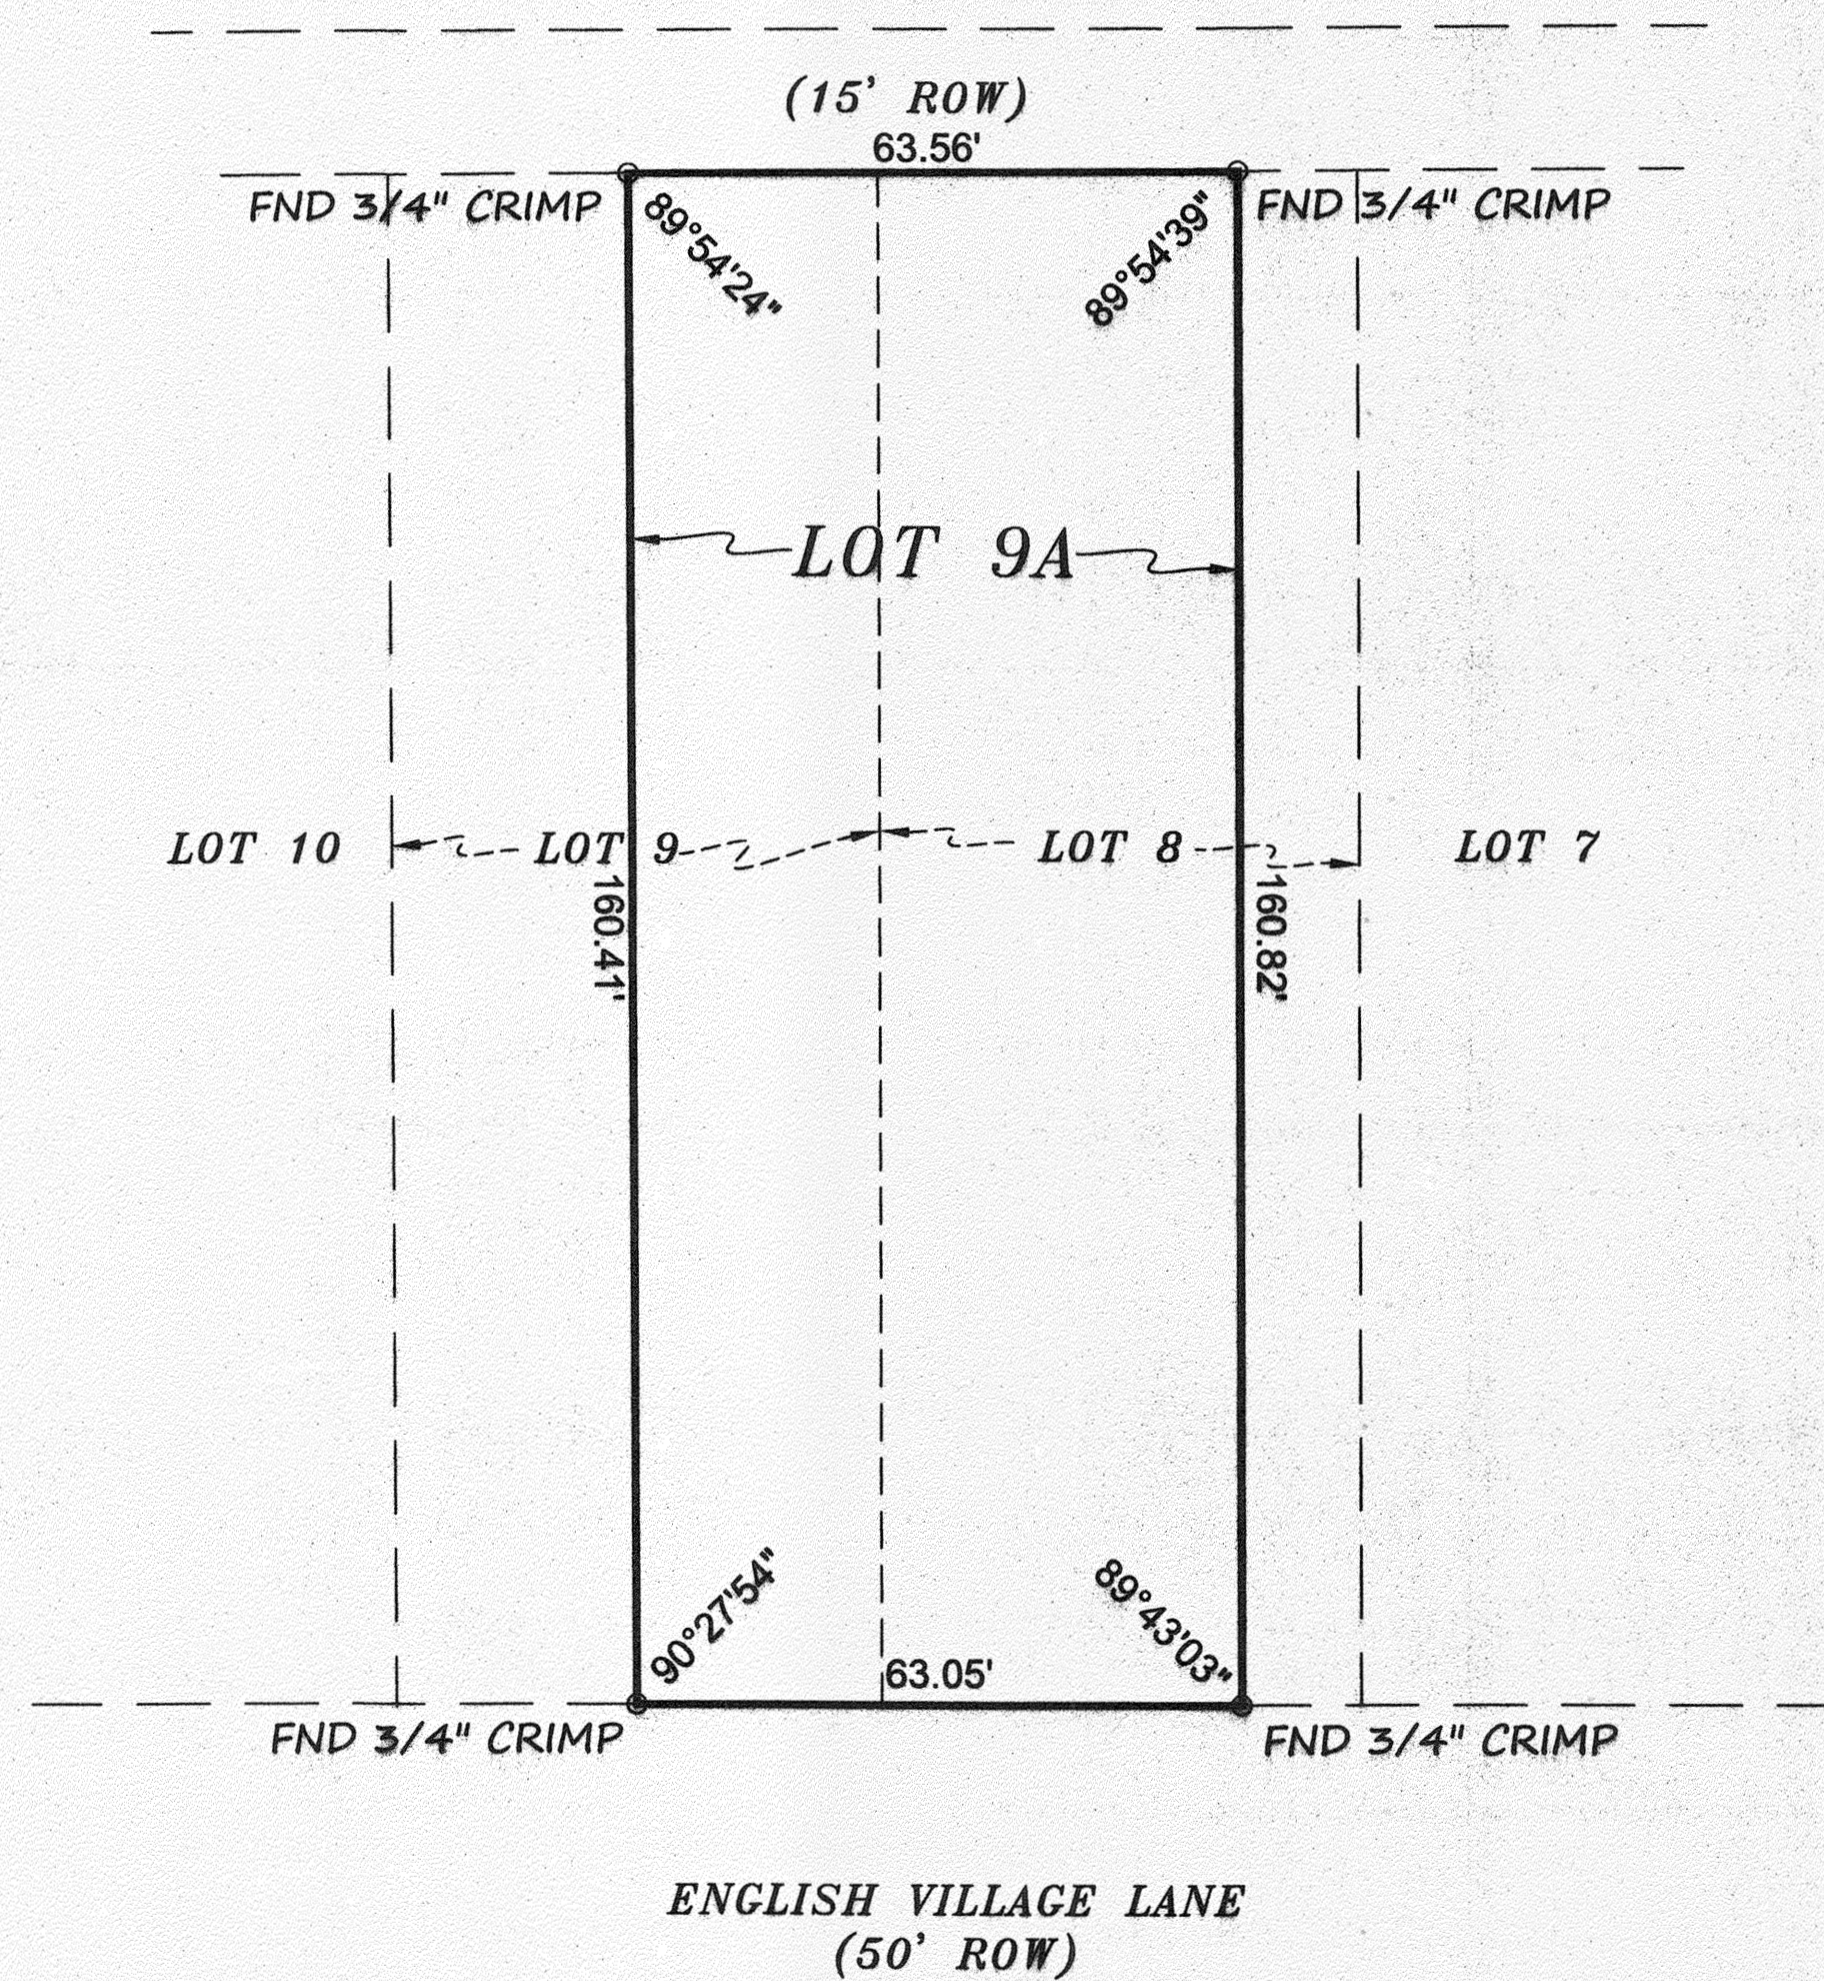 (15' ROW)
63.56'
FND 3/4" CRIMP
FND 3/4" CRIMP
89°54'24"
89°54'39"
LOT 9A
LOT 10
LOT 9
LOT 8
LOT 7
160.41'
160.82'
90°27'54"
89°43'03"
63.05'
FND 3/4" CRIMP
FND 3/4" CRIMP
ENGLISH VILLAGE LANE
(50' ROW)